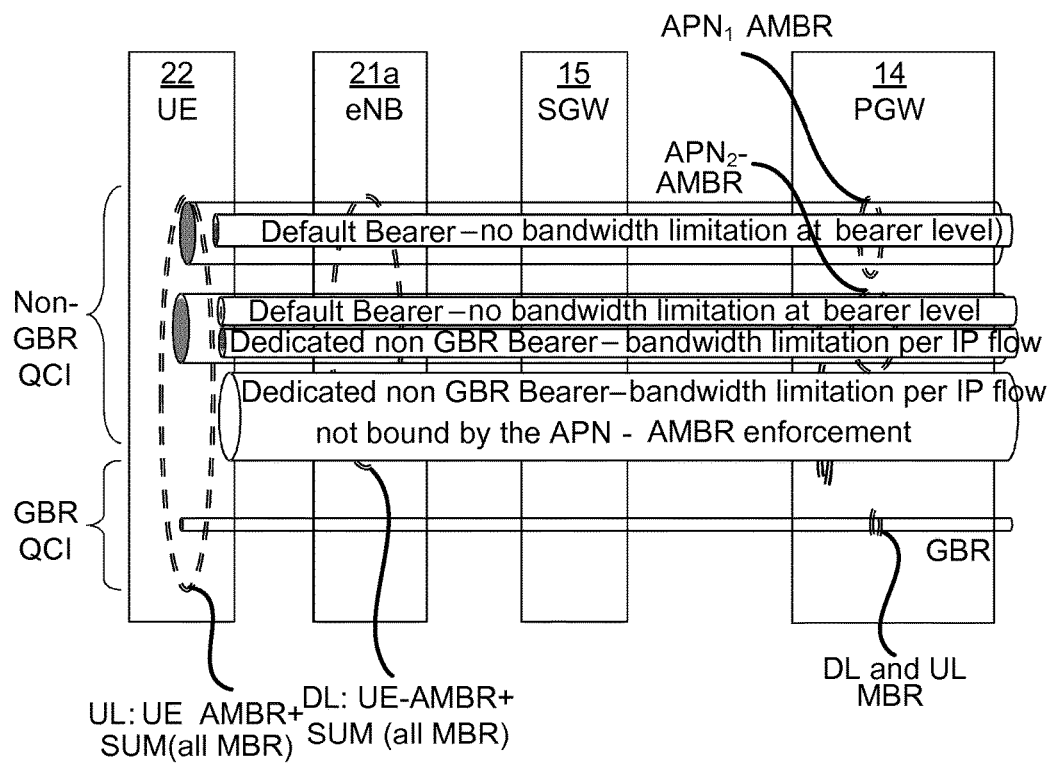 APN₁ AMBR
22
UE
21a
eNB
15
SGW
14
PGW
APN₂-
AMBR
Default Bearer–no bandwidth limitation at bearer level)
Default Bearer–no bandwidth limitation at bearer level
Dedicated non GBR Bearer–bandwidth limitation per IP flow
Dedicated non GBR Bearer–bandwidth limitation per IP flow
not bound by the APN - AMBR enforcement
Non-
GBR
QCI
GBR
QCI
GBR
DL and UL
MBR
UL: UE AMBR+
SUM(all MBR)
DL: UE-AMBR+
SUM (all MBR)